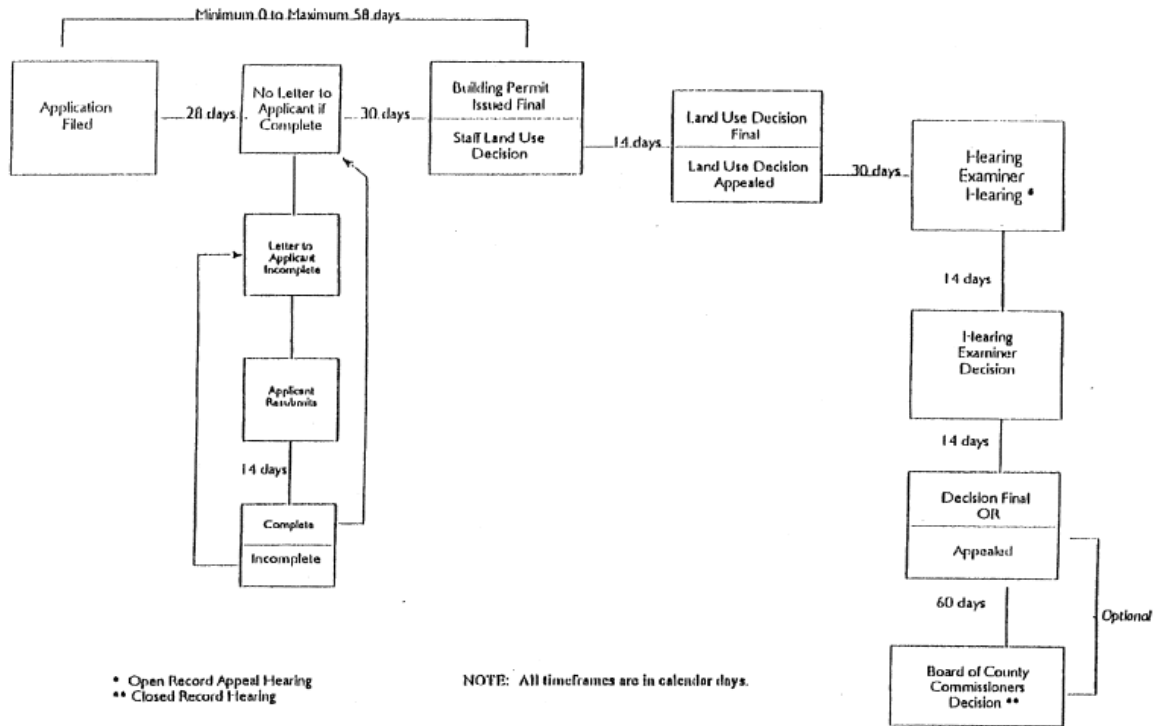 Minimum 0 to Maximum 58 days
Application
Filed
28 days
No Letter to
Applicant if
Complete
30 days
Building Permit
Issued Final
Staff Land Use
Decision
14 days
Land Use Decision
Final
Land Use Decision
Appealed
30 days
Hearing
Examiner
Hearing *
Letter to
Applicant
Incomplete
Applicant
Resubmits
14 days
Complete
Incomplete
14 days
Hearing
Examiner
Decision
14 days
Decision Final
OR
Appealed
60 days
Optional
Board of County
Commissioners
Decision **
* Open Record Appeal Hearing
** Closed Record Hearing
NOTE: All timeframes are in calendar days.